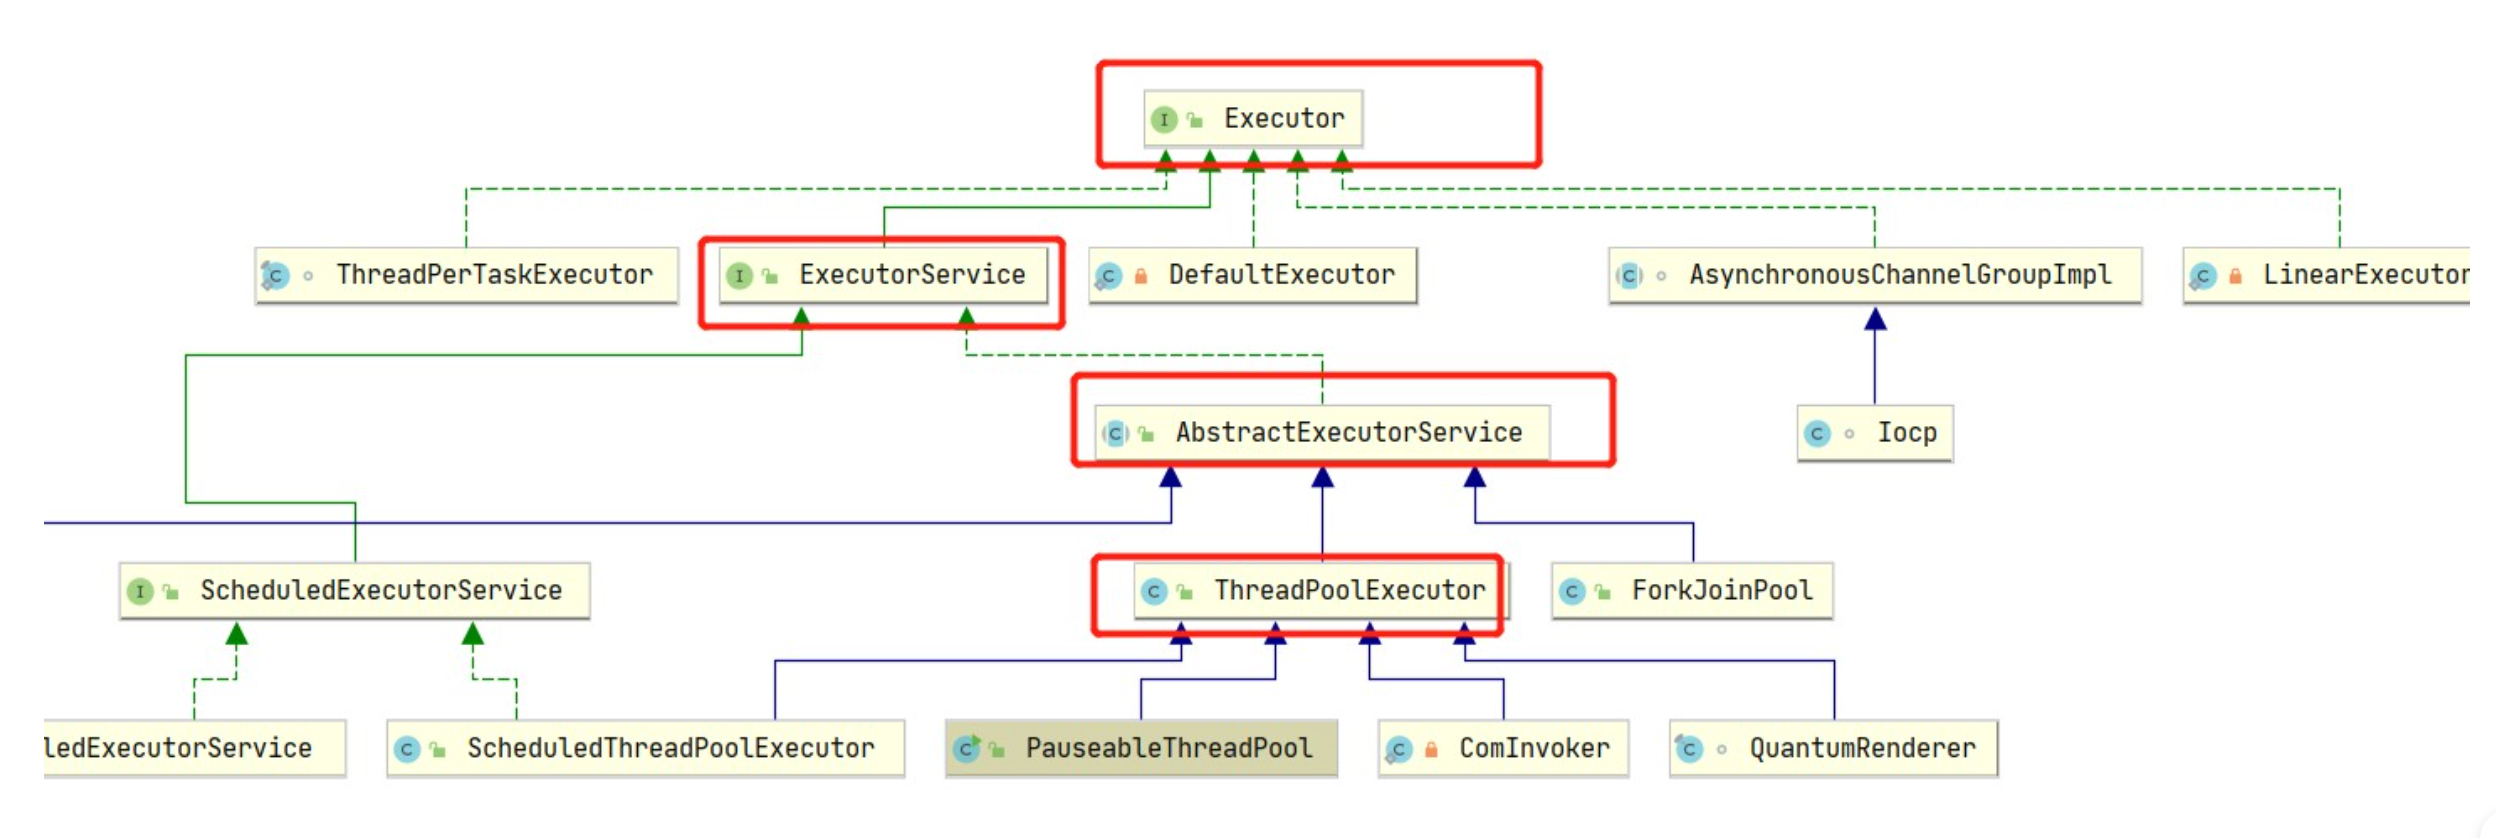 Executor
ThreadPerTaskExecutor
ExecutorService
DefaultExecutor
AsynchronousChannelGroupImpl
LinearExecutor
AbstractExecutorService
Iocp
ScheduledExecutorService
ThreadPoolExecutor
ForkJoinPool
ledExecutorService
ScheduledThreadPoolExecutor
PauseableThreadPool
ComInvoker
QuantumRenderer